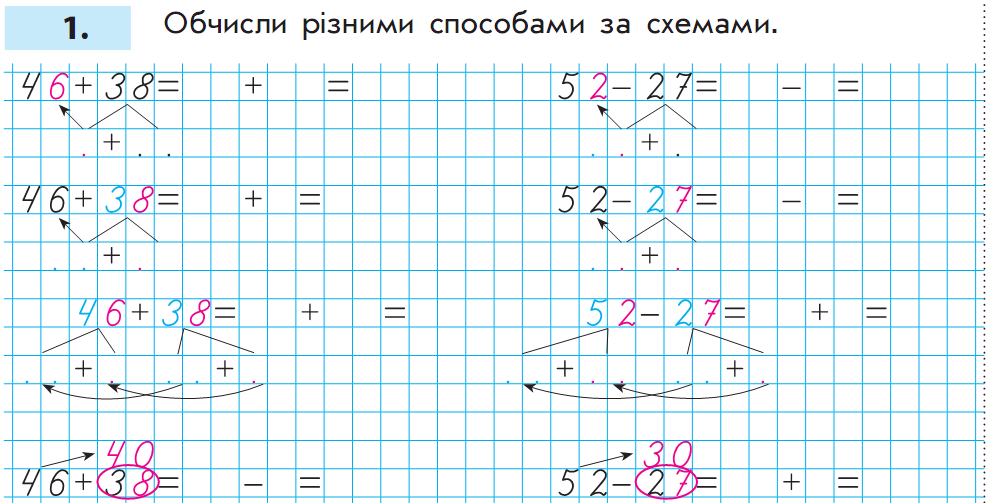 1. Обчисли різними способами за схемами.
46+38= + =
52− 27= − =
. + . .
. . + .
46+38= + =
52− 27= − =
. . + .
. . + .
46+38= + =
52− 27= + =
. . + . . . + .
. . + . . . + .
40
30
46+38= − =
52− 27= + =